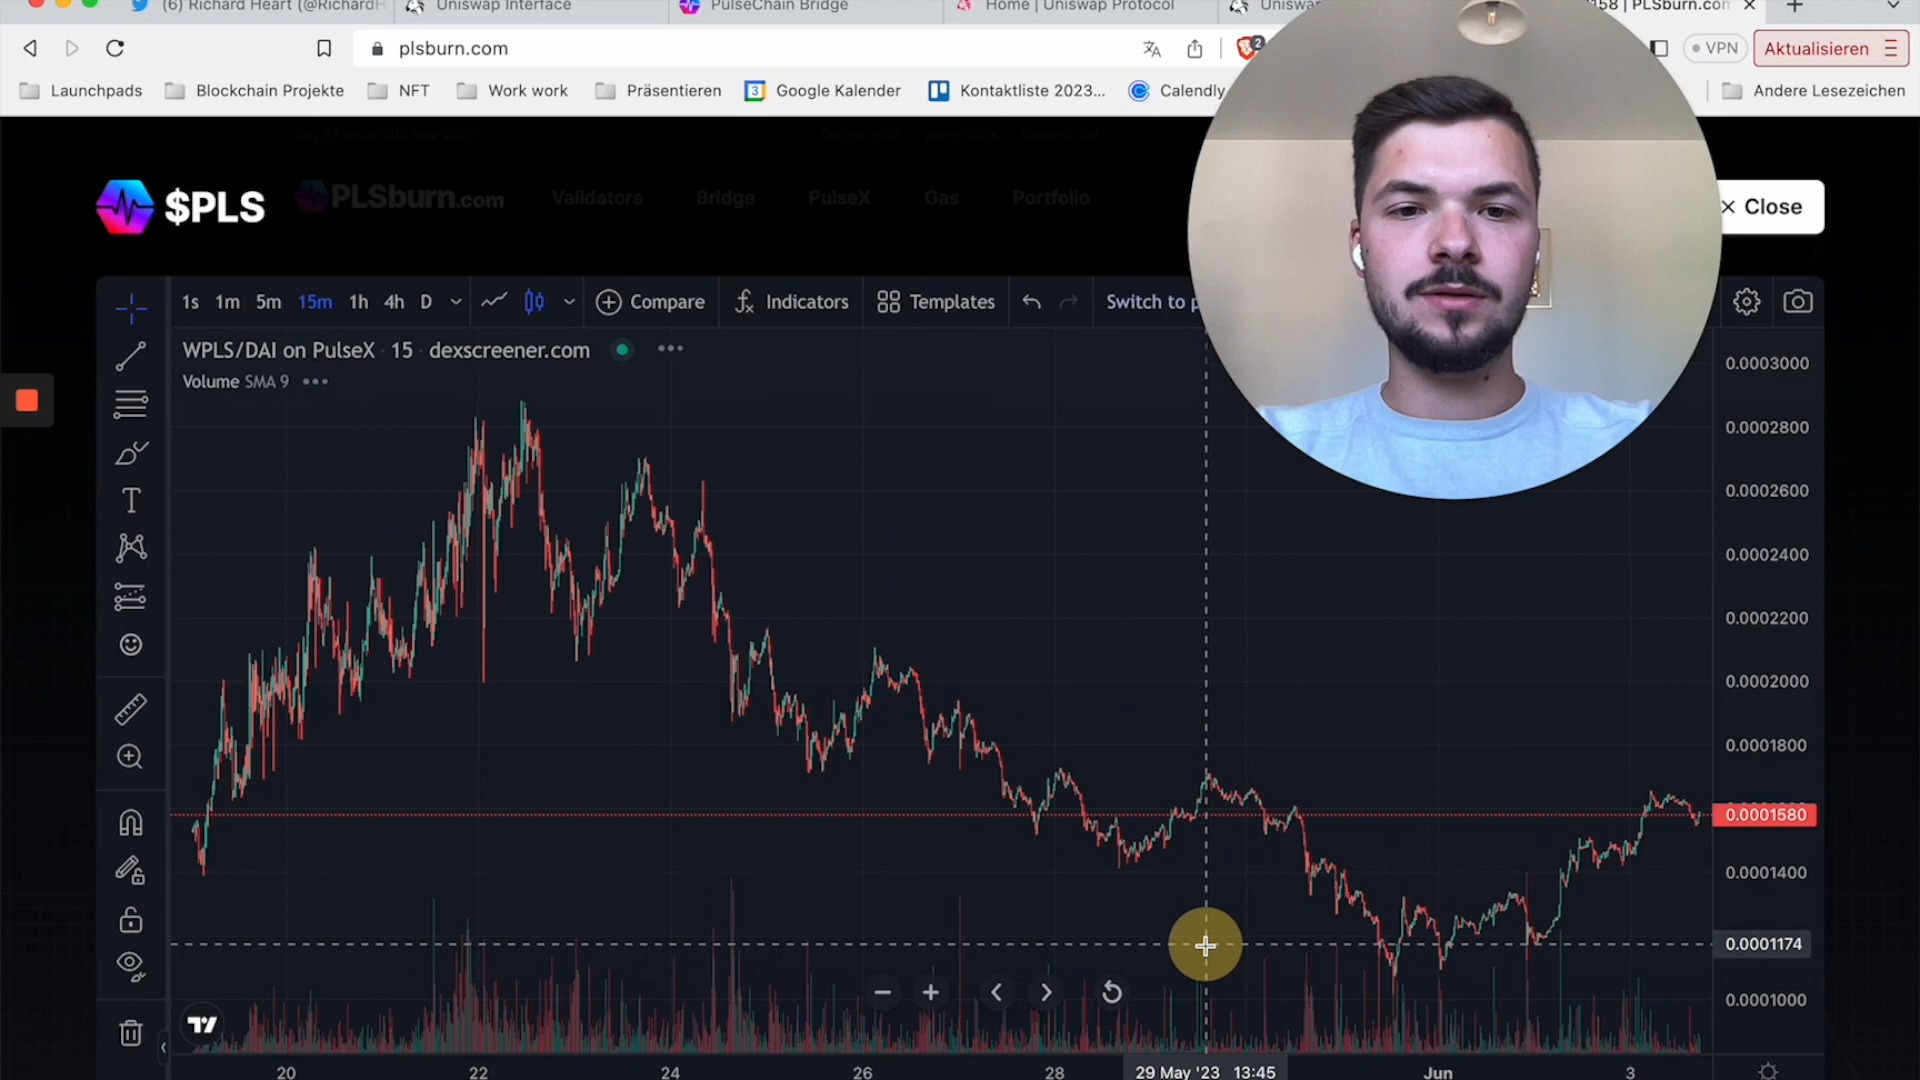 (6) Richard Heart (@RichardH
Uniswap Interface
PulseChain Bridge
Home | Uniswap Protocol
Uniswa
158 | PLSburn.com
plsburn.com
2
VPN
Aktualisieren
Launchpads
Blockchain Projekte
NFT
Work work
Präsentieren
3
Google Kalender
Kontaktliste 2023...
Calendly
Andere Lesezeichen
$PLS
PLSburn.com
Validators
Bridge
PulseX
Gas
Portfolio
Close
1s
1m
5m
15m
1h
4h
D
Compare
Indicators
Templates
Switch to p
WPLS/DAI on PulseX · 15 · dexscreener.com
Volume SMA 9
0.0003000
0.0002800
0.0002600
0.0002400
0.0002200
0.0002000
0.0001800
0.0001580
0.0001400
0.0001174
0.0001000
20
22
24
26
28
29 May '23 13:45
Jun
3